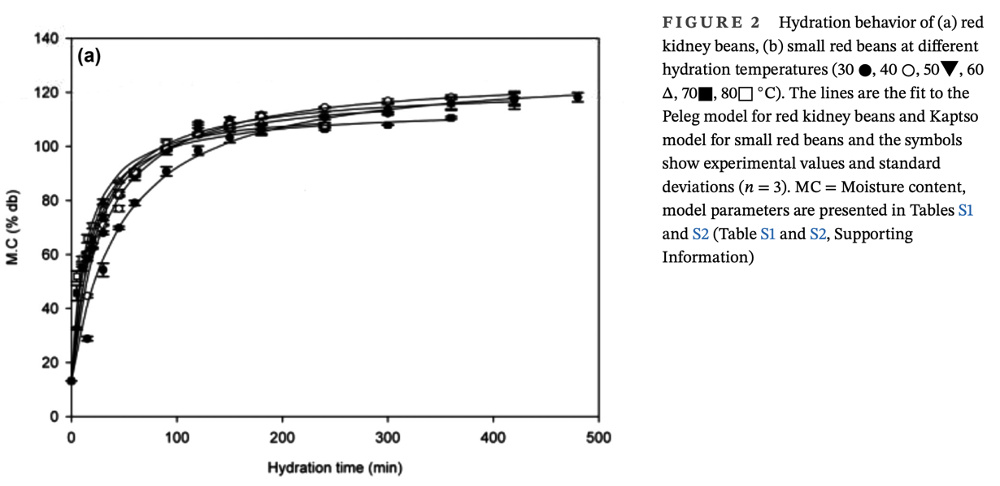 140
(a)
120
100
80
60
40
20
0
M.C (% db)
0 100 200 300 400 500
Hydration time (min)
FIGURE 2 Hydration behavior of (a) red
kidney beans, (b) small red beans at different
hydration temperatures (30 ●, 40 ○, 50▼, 60
Δ, 70■, 80□ °C). The lines are the fit to the
Peleg model for red kidney beans and Kaptso
model for small red beans and the symbols
show experimental values and standard
deviations (n = 3). MC = Moisture content,
model parameters are presented in Tables S1
and S2 (Table S1 and S2, Supporting
Information)